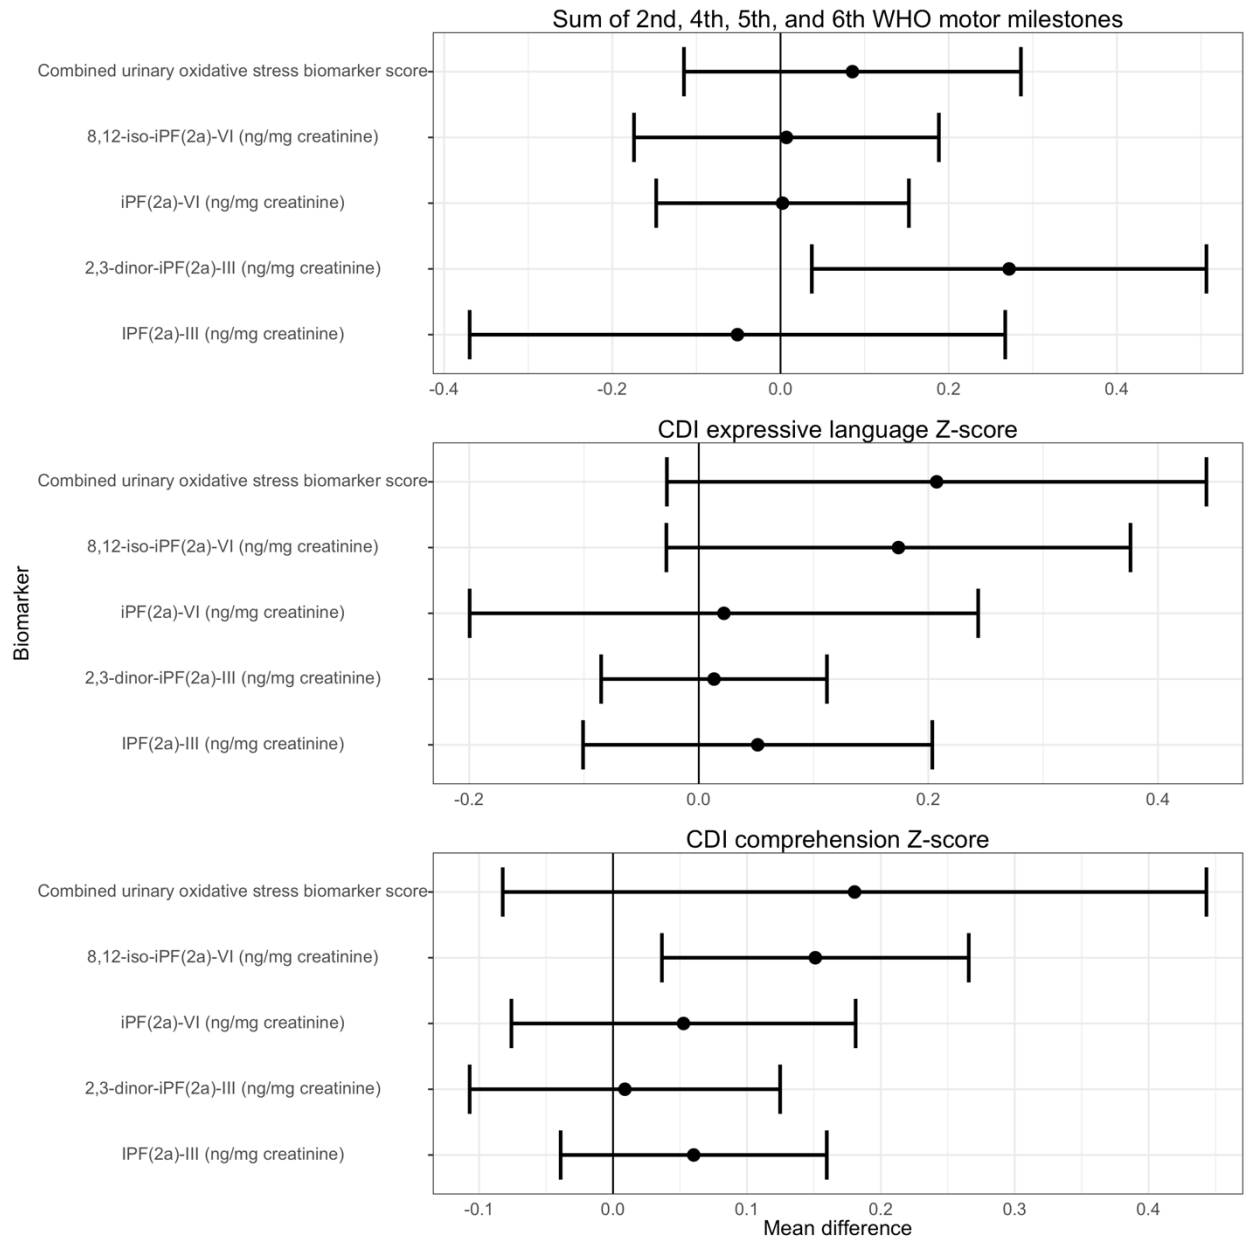 Sum of 2nd, 4th, 5th, and 6th WHO motor milestones
Combined urinary oxidative stress biomarker score
8,12-iso-iPF(2a)-VI (ng/mg creatinine)
iPF(2a)-VI (ng/mg creatinine)
2,3-dinor-iPF(2a)-III (ng/mg creatinine)
IPF(2a)-III (ng/mg creatinine)
-0.4 -0.2 0.0 0.2 0.4
CDI expressive language Z-score
Combined urinary oxidative stress biomarker score
8,12-iso-iPF(2a)-VI (ng/mg creatinine)
iPF(2a)-VI (ng/mg creatinine)
2,3-dinor-iPF(2a)-III (ng/mg creatinine)
IPF(2a)-III (ng/mg creatinine)
-0.2 0.0 0.2 0.4
Biomarker
CDI comprehension Z-score
Combined urinary oxidative stress biomarker score
8,12-iso-iPF(2a)-VI (ng/mg creatinine)
iPF(2a)-VI (ng/mg creatinine)
2,3-dinor-iPF(2a)-III (ng/mg creatinine)
IPF(2a)-III (ng/mg creatinine)
-0.1 0.0 0.1 0.2 0.3 0.4
Mean difference